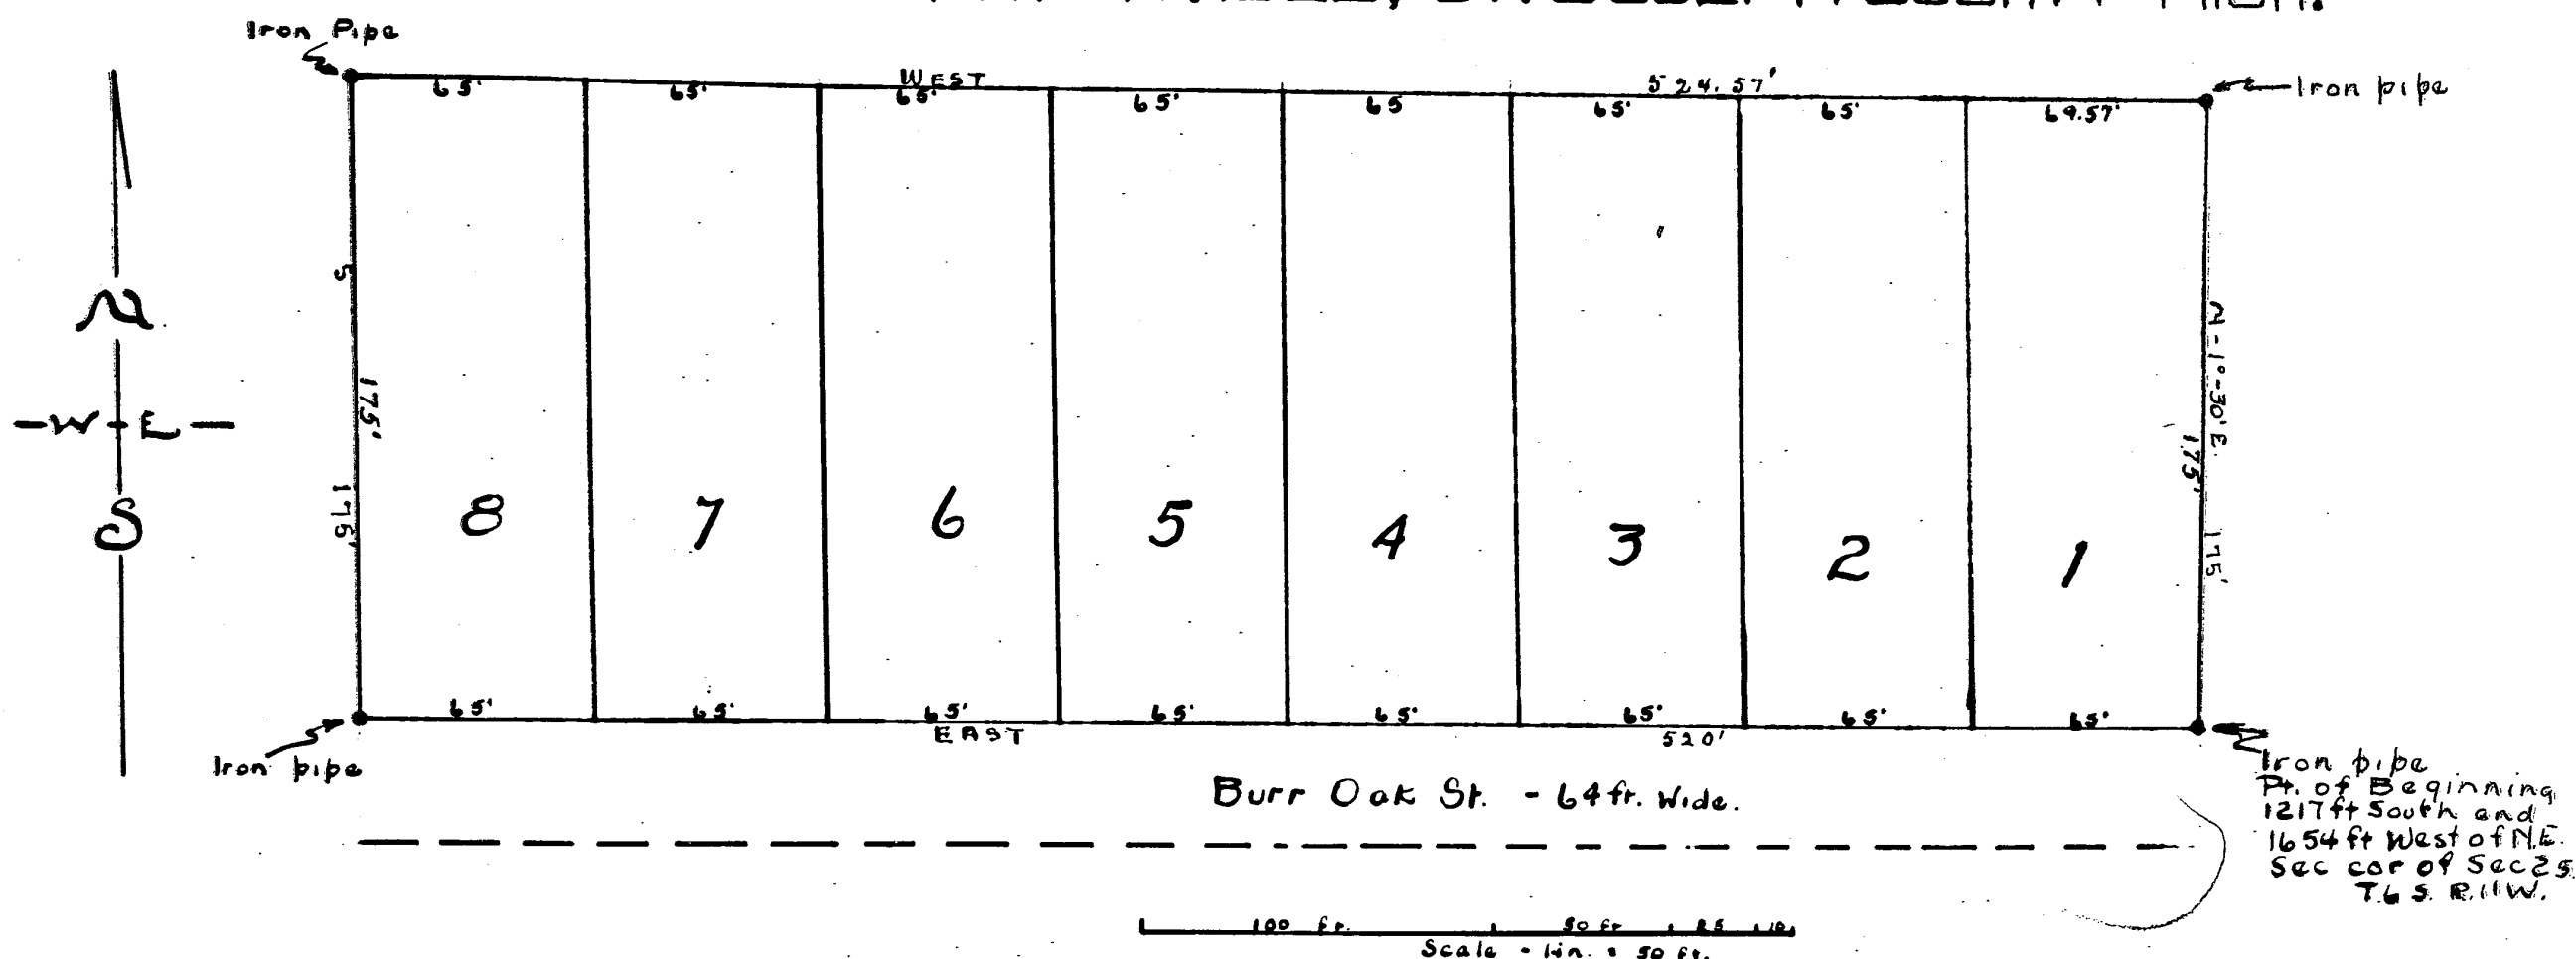 Iron Pipe
WEST
524.57'
Iron pipe
65'
65'
65'
65'
65
65'
65'
69.57'
N
W E
S
S
175'
175'
N-1°-30'E.
175'
175'
8
7
6
5
4
3
2
1
65'
65'
65'
65'
65'
65'
65'
65'
EAST
520'
Iron pipe
Burr Oak St. - 64 ft. Wide.
Iron pipe
Pt. of Beginning
1217 ft South and
1654 ft West of N.E.
Sec cor of Sec 25
T.6 S. R.11W.
100 ft.
50 ft
25
10
Scale - 1 in. = 50 ft.